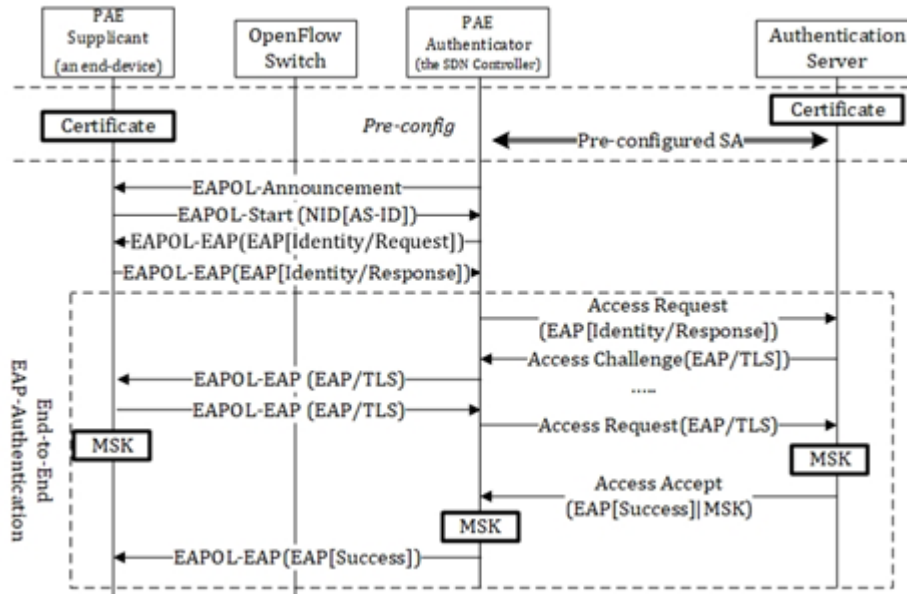 PAE
Supplicant
(an end-device)
OpenFlow
Switch
PAE
Authenticator
(the SDN Controller)
Authentication
Server
Certificate
Pre-config
Certificate
Pre-configured SA
EAPOL-Announcement
EAPOL-Start (NID[AS-ID])
EAPOL-EAP(EAP[Identity/Request])
EAPOL-EAP(EAP[Identity/Response])
Access Request
(EAP[Identity/Response])
Access Challenge(EAP/TLS])
EAPOL-EAP (EAP/TLS)
......
EAPOL-EAP (EAP/TLS)
Access Request(EAP/TLS)
MSK
MSK
Access Accept
(EAP[Success]|MSK)
MSK
EAPOL-EAP(EAP[Success])
End-to-End
EAP-Authentication